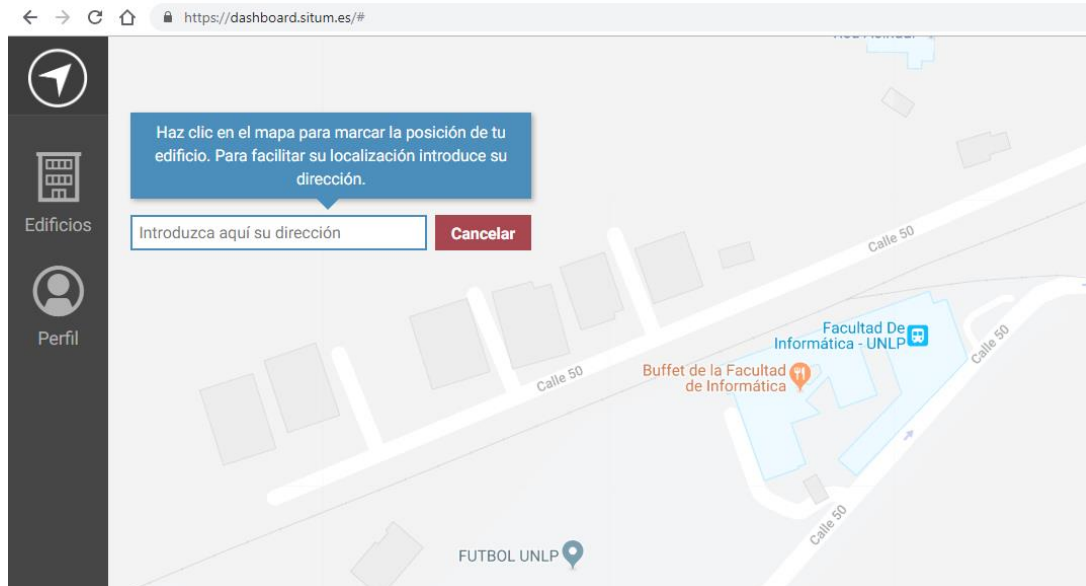 https://dashboard.situm.es/#
Haz clic en el mapa para marcar la posición de tu
edificio. Para facilitar su localización introduce su
dirección.
Introduzca aquí su dirección
Cancelar
Edificios
Perfil
Calle 50
Facultad De
Informática - UNLP
Calle 50
Buffet de la Facultad
de Informática
Calle 50
Calle 50
FUTBOL UNLP